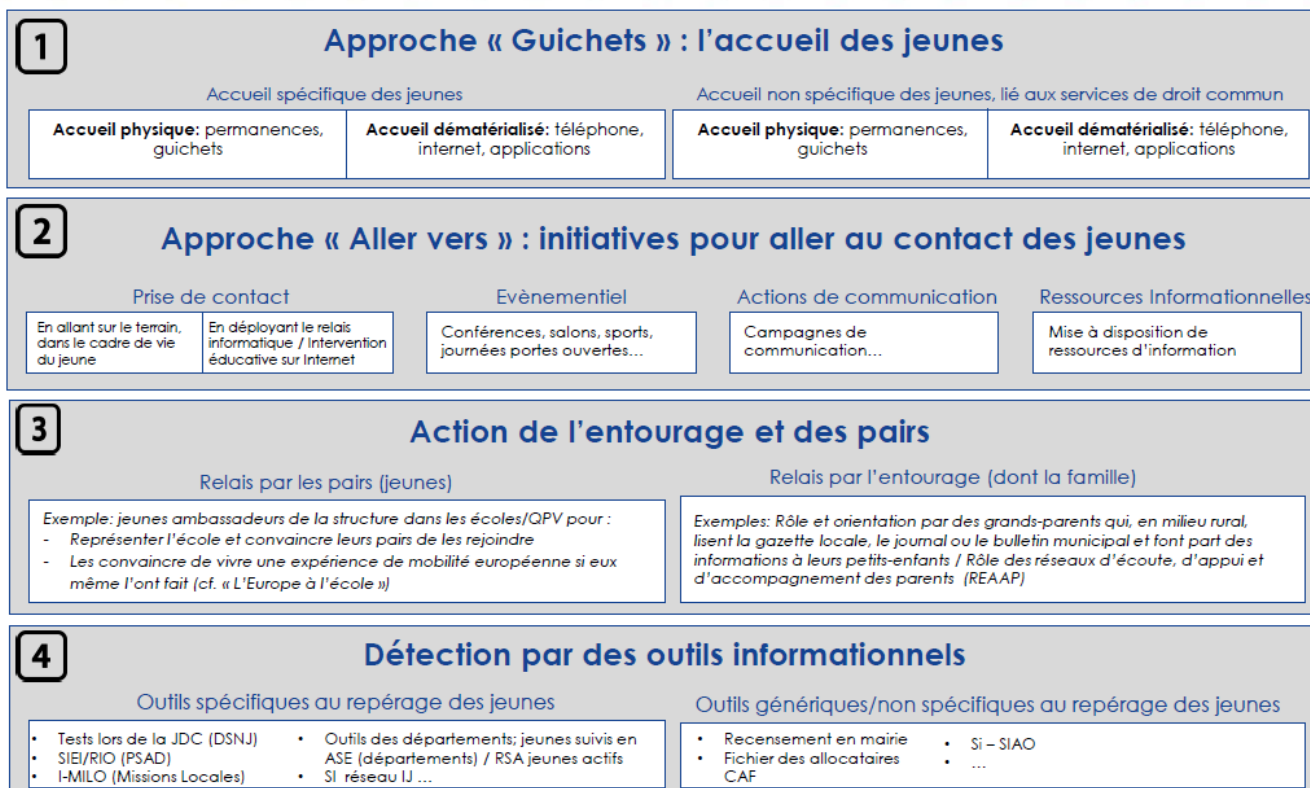 1
Approche « Guichets » : l'accueil des jeunes
Accueil spécifique des jeunes
Accueil physique: permanences,
guichets
Accueil dématérialisé: téléphone,
internet, applications
Accueil non spécifique des jeunes, lié aux services de droit commun
Accueil physique: permanences,
guichets
Accueil dématérialisé: téléphone,
internet, applications
2
Approche « Aller vers » : initiatives pour aller au contact des jeunes
Prise de contact
En allant sur le terrain,
dans le cadre de vie
du jeune
En déployant le relais
informatique / Intervention
éducative sur Internet
Evènementiel
Conférences, salons, sports,
journées portes ouvertes…
Actions de communication
Campagnes de
communication…
Ressources Informationnelles
Mise à disposition de
ressources d'information
3
Action de l'entourage et des pairs
Relais par les pairs (jeunes)
Exemple: jeunes ambassadeurs de la structure dans les écoles/QPV pour :
- Représenter l'école et convaincre leurs pairs de les rejoindre
- Les convaincre de vivre une expérience de mobilité européenne si eux
même l'ont fait (cf. « L'Europe à l'école »)
Relais par l'entourage (dont la famille)
Exemples: Rôle et orientation par des grands-parents qui, en milieu rural,
lisent la gazette locale, le journal ou le bulletin municipal et font part des
informations à leurs petits-enfants / Rôle des réseaux d'écoute, d'appui et
d'accompagnement des parents (REAAP)
4
Détection par des outils informationnels
Outils spécifiques au repérage des jeunes
• Tests lors de la JDC (DSNJ)
• SIEI/RIO (PSAD)
• I-MILO (Missions Locales)
• Outils des départements; jeunes suivis en
ASE (départements) / RSA jeunes actifs
• SI réseau IJ …
Outils génériques/non spécifiques au repérage des jeunes
• Recensement en mairie
• Fichier des allocataires
CAF
• Si – SIAO
• …